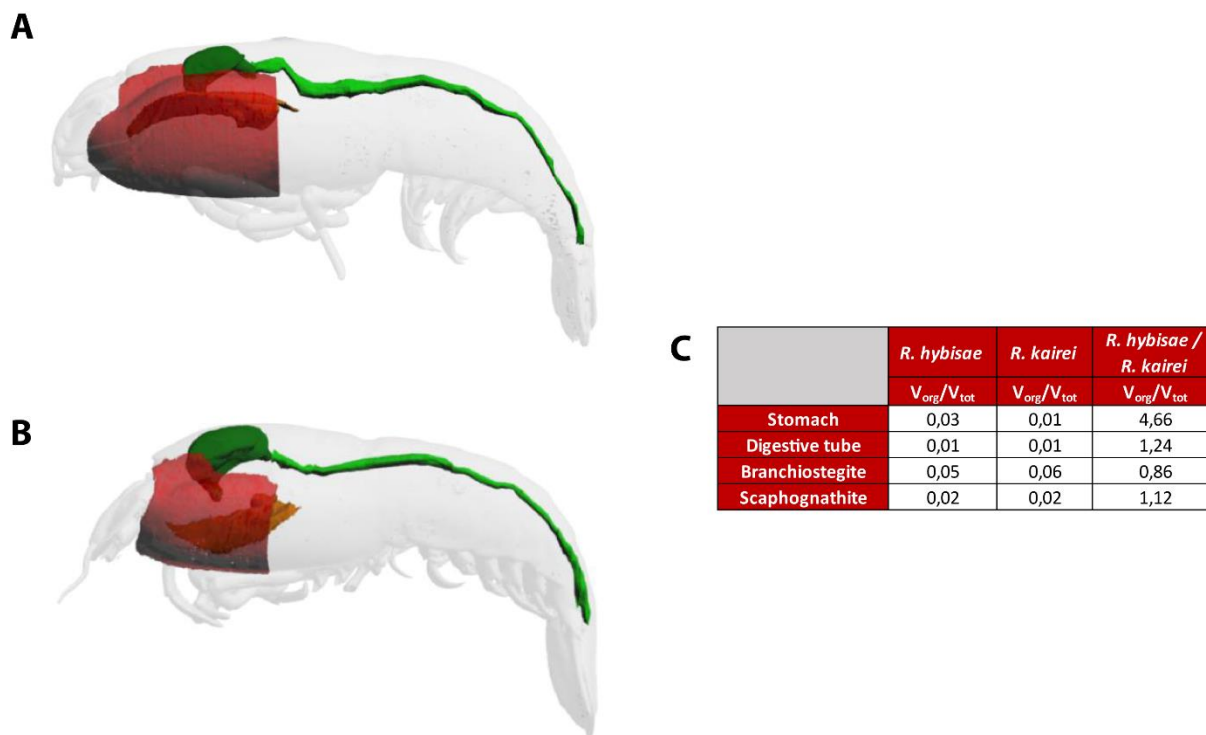 A
B
C
R. hybisae R. kairei R. hybisae /
R. kairei
Vorg/Vtot Vorg/Vtot Vorg/Vtot
Stomach 0,03 0,01 4,66
Digestive tube 0,01 0,01 1,24
Branchiostegite 0,05 0,06 0,86
Scaphognathite 0,02 0,02 1,12